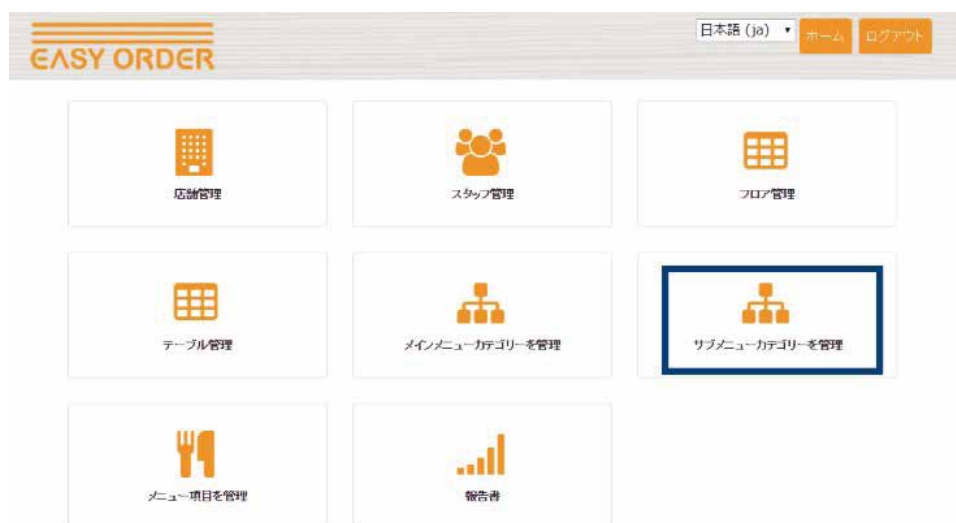 EASY ORDER
日本語 (ja)
ホーム
ログアウト
店舗管理
スタッフ管理
フロア管理
テーブル管理
メインメニューカテゴリーを管理
サブメニューカテゴリーを管理
メニュー項目を管理
報告書